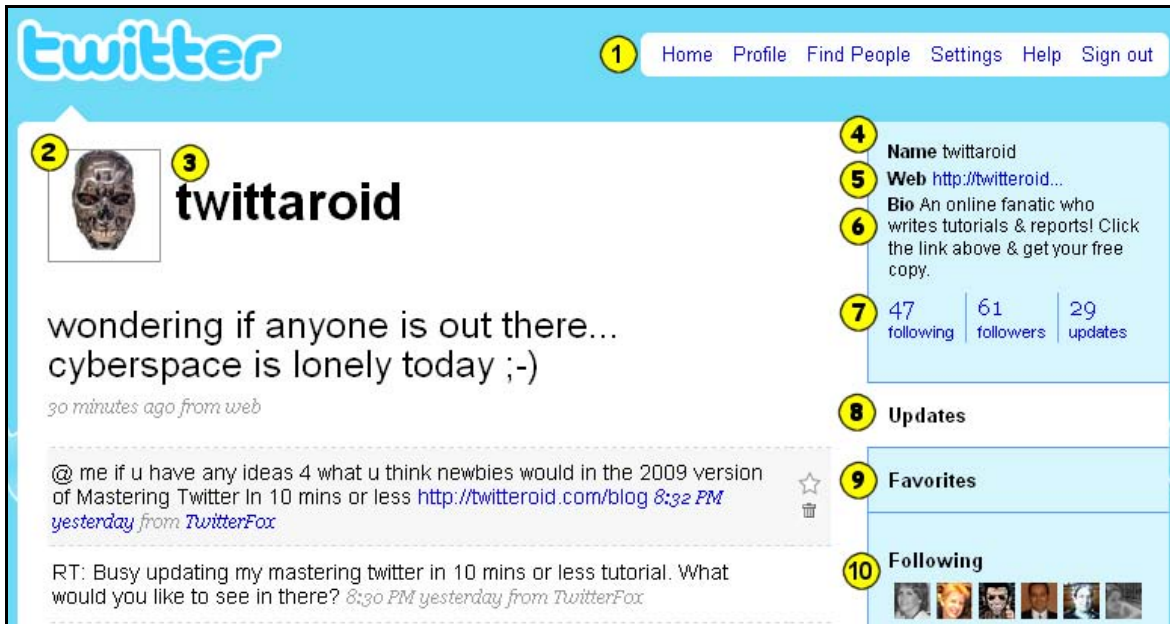 twitter
1 Home Profile Find People Settings Help Sign out
2
3 twittaroid
wondering if anyone is out there...
cyberspace is lonely today ;-)
30 minutes ago from web
@ me if u have any ideas 4 what u think newbies would in the 2009 version
of Mastering Twitter In 10 mins or less http://twitteroid.com/blog 8:32 PM
yesterday from TwitterFox
RT: Busy updating my mastering twitter in 10 mins or less tutorial. What
would you like to see in there? 8:30 PM yesterday from TwitterFox
4 Name twittaroid
5 Web http://twitteroid...
6 Bio An online fanatic who
writes tutorials & reports! Click
the link above & get your free
copy.
7 47 61 29
following followers updates
8 Updates
9 Favorites
10 Following